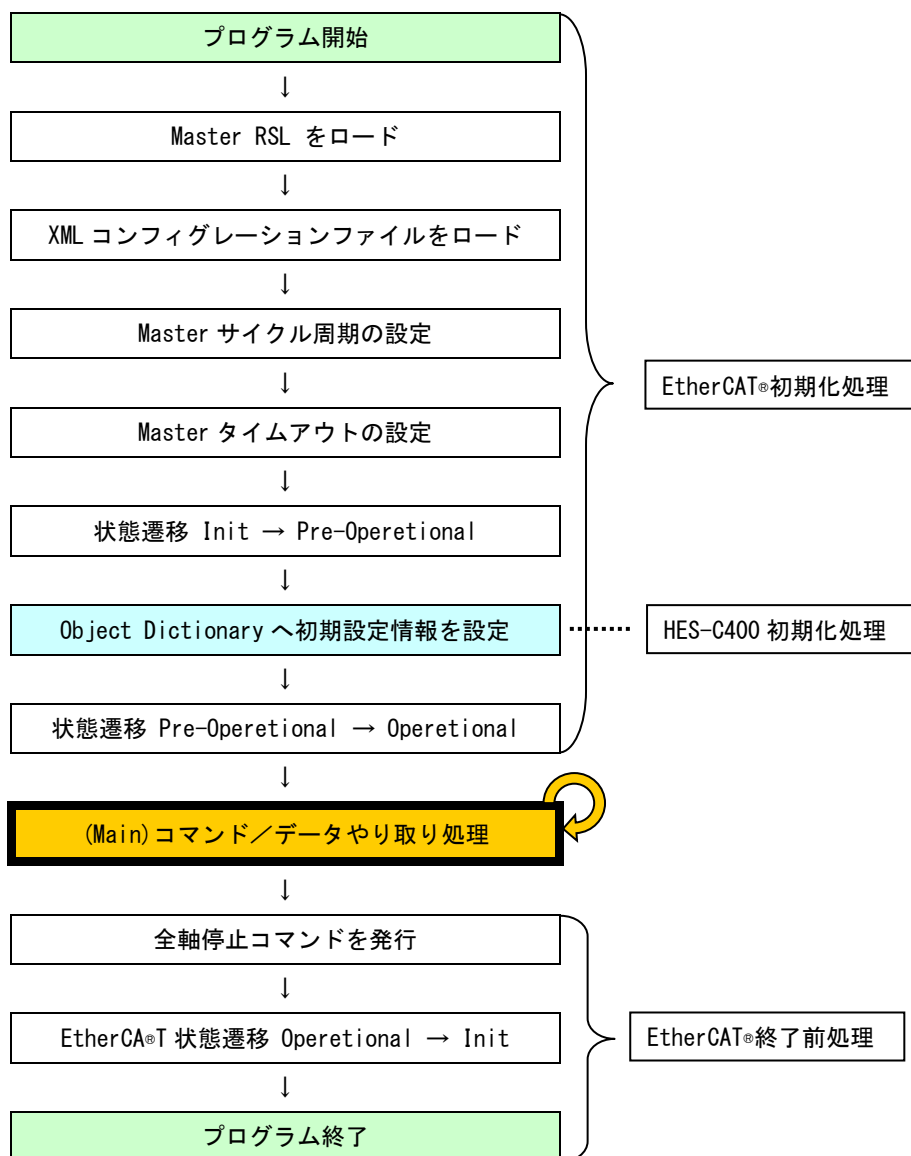 プログラム開始
↓
Master RSL をロード
↓
XML コンフィグレーションファイルをロード
↓
Master サイクル周期の設定
↓
EtherCAT®初期化処理
Master タイムアウトの設定
↓
状態遷移 Init → Pre-Operetional
↓
Object Dictionary へ初期設定情報を設定
HES-C400 初期化処理
↓
状態遷移 Pre-Operetional → Operetional
↓
(Main)コマンド/データやり取り処理
↓
全軸停止コマンドを発行
↓
EtherCA®T 状態遷移 Operetional → Init
EtherCAT®終了前処理
↓
プログラム終了